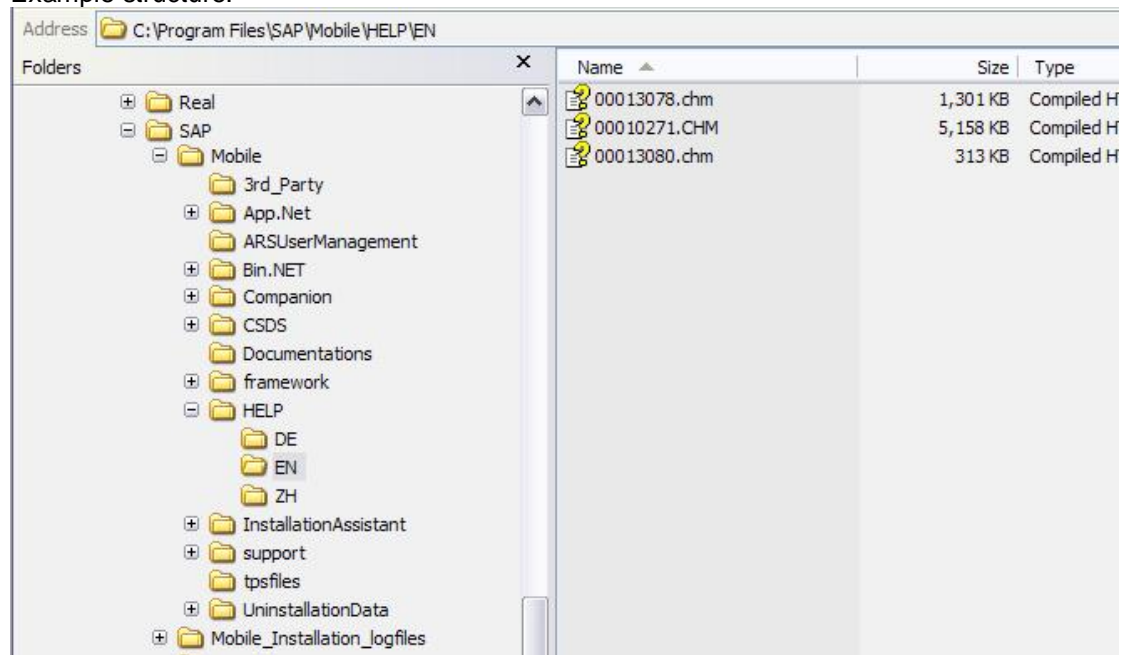 Example structure:
Address C:\Program Files\SAP\Mobile\HELP\EN
Folders x Name Size Type
Real 00013078.chm 1,301 KB Compiled H
SAP 00010271.CHM 5,158 KB Compiled H
Mobile 00013080.chm 313 KB Compiled H
3rd_Party
App.Net
ARSUserManagement
Bin.NET
Companion
CSDS
Documentations
framework
HELP
DE
EN
ZH
InstallationAssistant
support
tpsfiles
UninstallationData
Mobile_Installation_logfiles